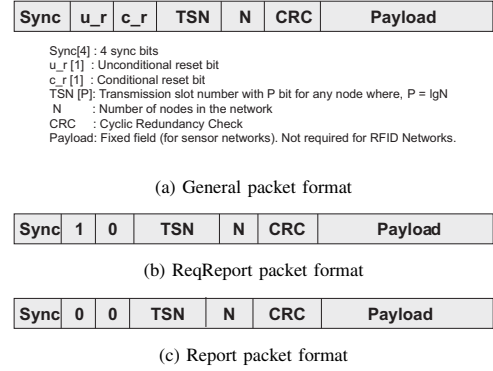 Sync u_r c_r TSN N CRC Payload
Sync[4] : 4 sync bits
u_r [1] : Unconditional reset bit
c_r [1] : Conditional reset bit
TSN [P]: Transmission slot number with P bit for any node where, P = lgN
N : Number of nodes in the network
CRC : Cyclic Redundancy Check
Payload: Fixed field (for sensor networks). Not required for RFID Networks.
(a) General packet format
Sync 1 0 TSN N CRC Payload
(b) ReqReport packet format
Sync 0 0 TSN N CRC Payload
(c) Report packet format